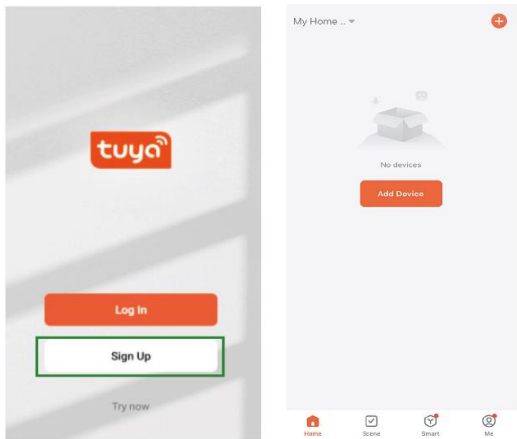 tuya
Log In
Sign Up
Try now
My Home ..
No devices
Add Device
Home
Scene
Smart
Me